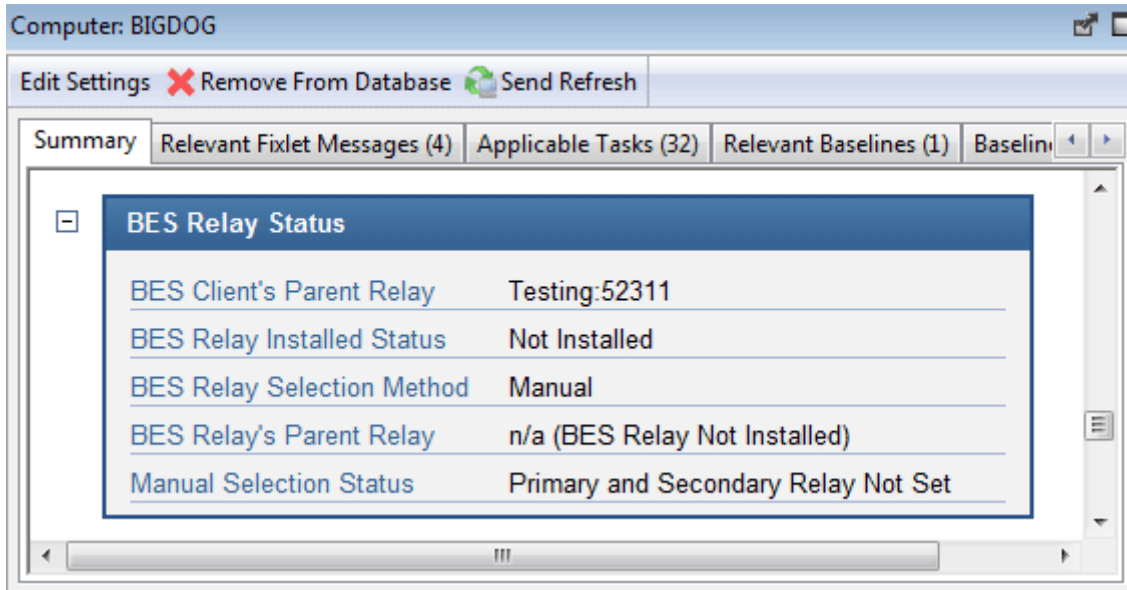 Computer: BIGDOG
Edit Settings Remove From Database Send Refresh
Summary Relevant Fixlet Messages (4) Applicable Tasks (32) Relevant Baselines (1) Baselin
BES Relay Status
BES Client's Parent Relay Testing:52311
BES Relay Installed Status Not Installed
BES Relay Selection Method Manual
BES Relay's Parent Relay n/a (BES Relay Not Installed)
Manual Selection Status Primary and Secondary Relay Not Set